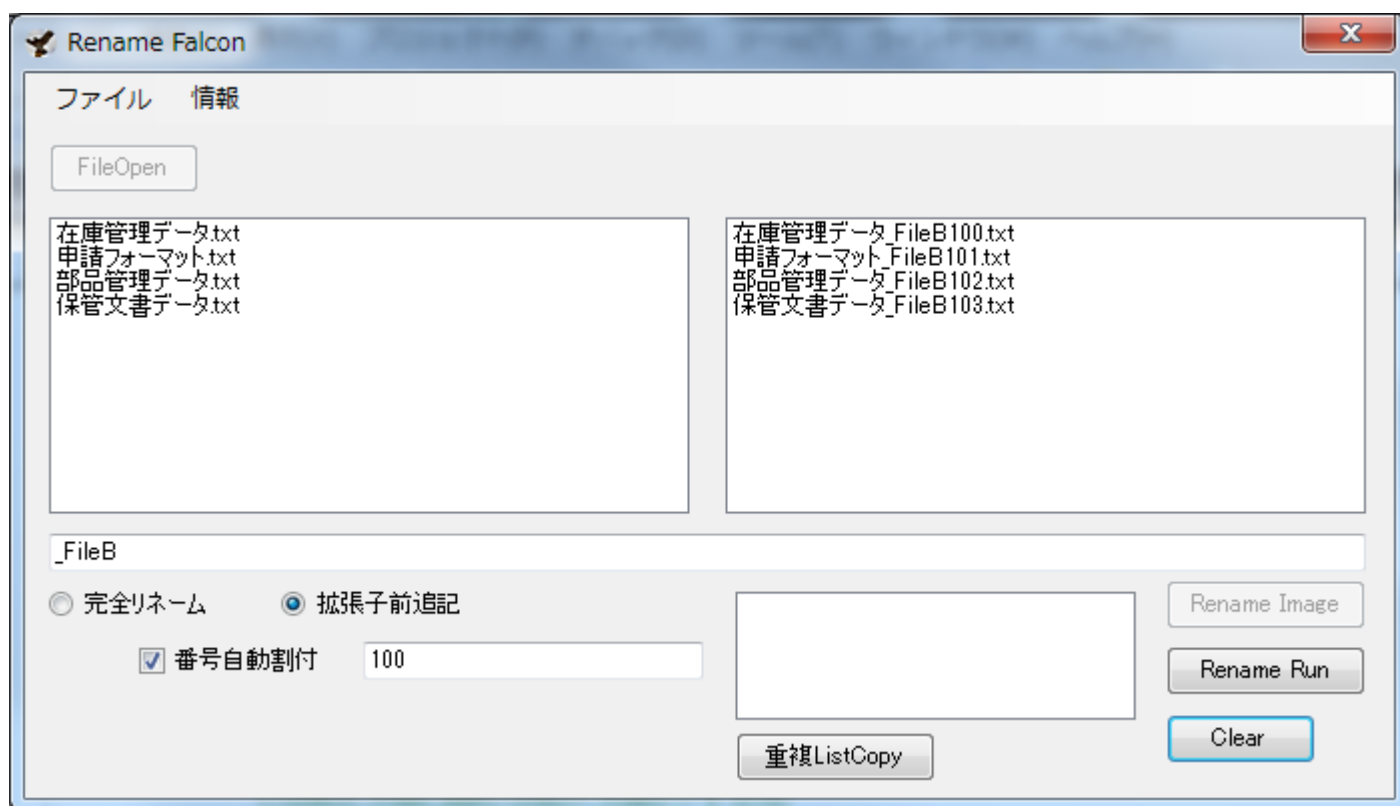 Rename Falcon
ファイル 情報
FileOpen
在庫管理データ.txt
申請フォーマット.txt
部品管理データ.txt
保管文書データ.txt
在庫管理データ_FileB100.txt
申請フォーマット_FileB101.txt
部品管理データ_FileB102.txt
保管文書データ_FileB103.txt
_FileB
完全リネーム 拡張子前追記
番号自動割付 100
Rename Image
Rename Run
Clear
重複ListCopy